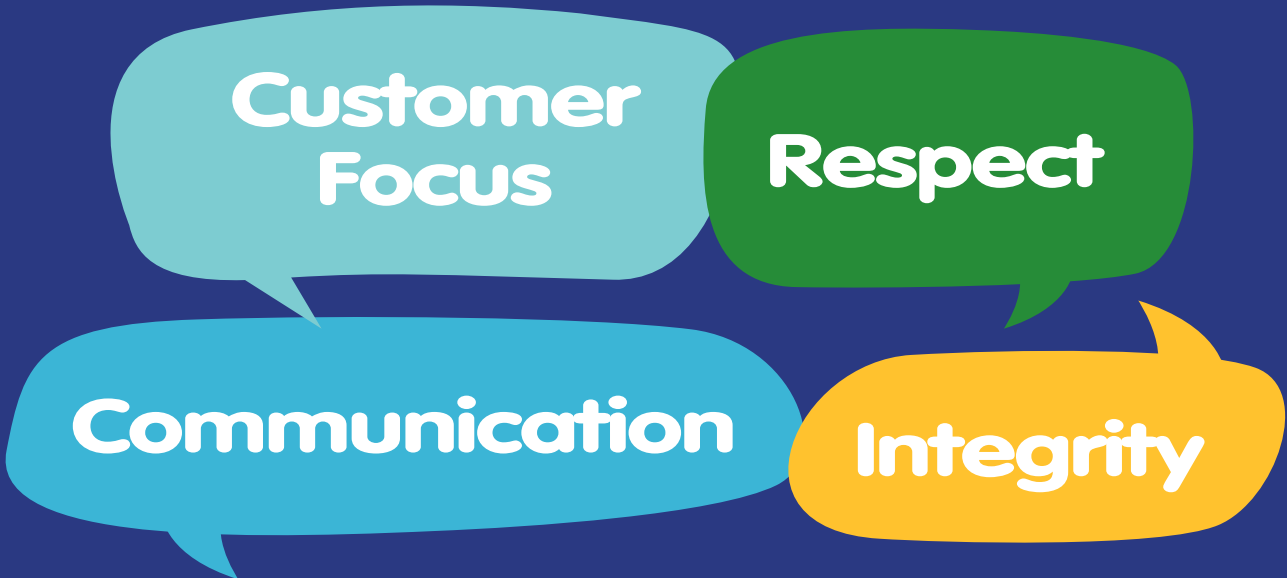 Customer
Focus
Respect
Communication
Integrity